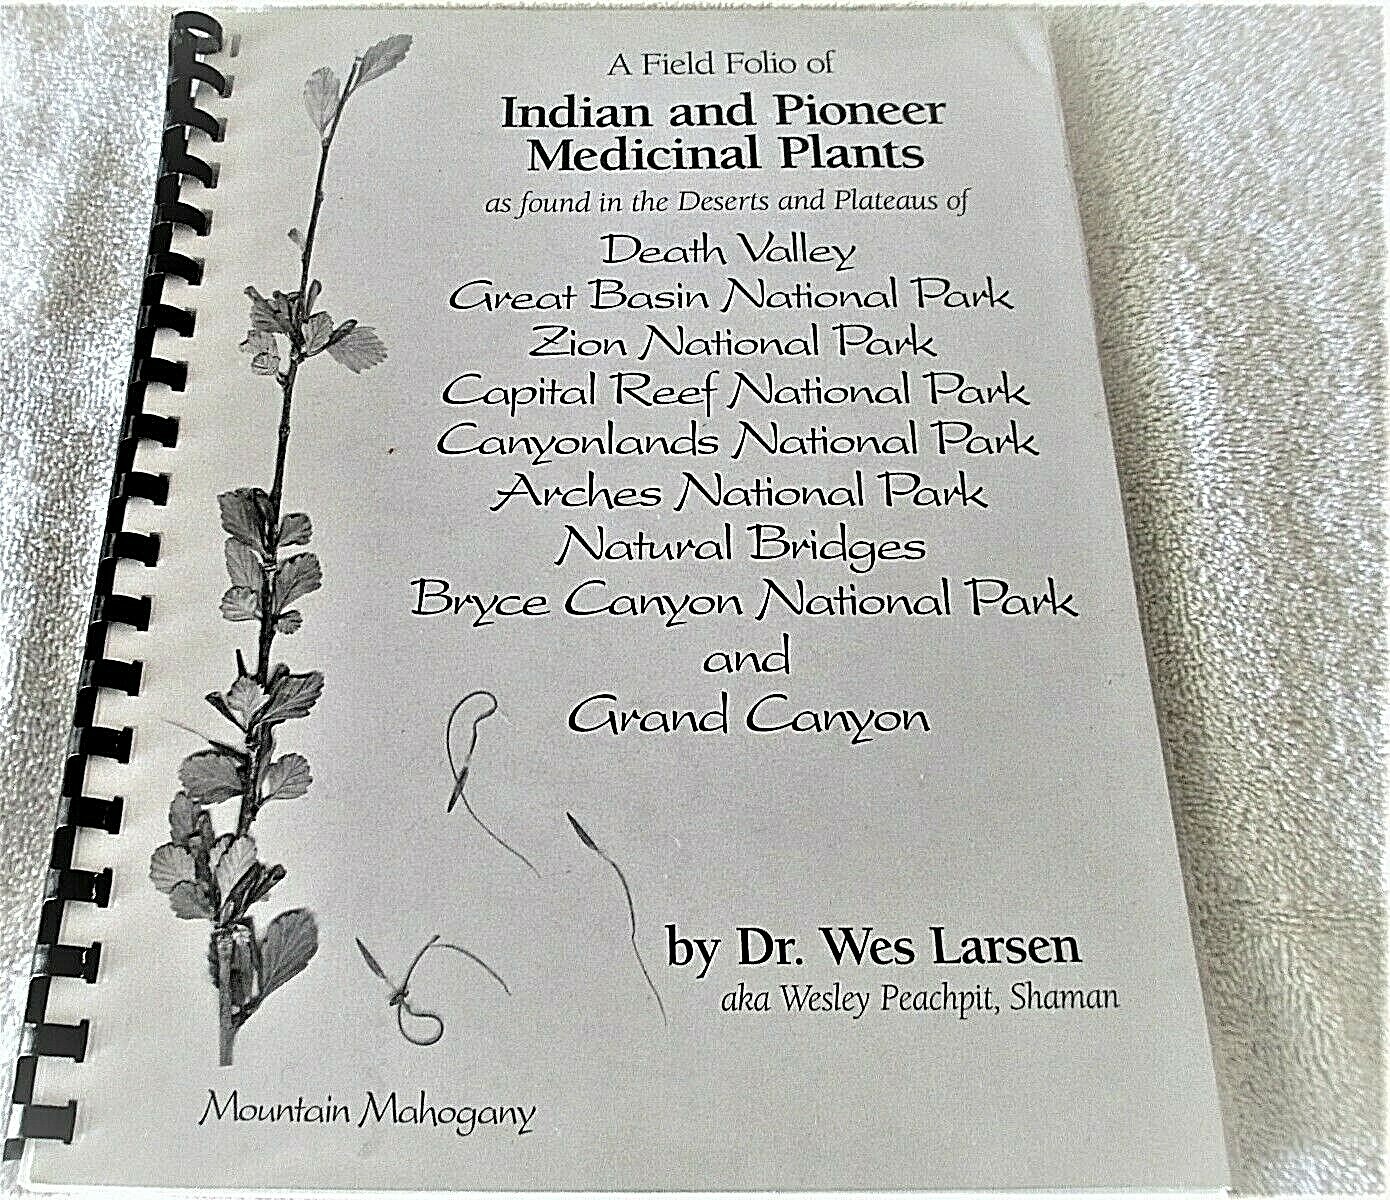 A Field Folio of
Indian and Pioneer
Medicinal Plants
as found in the Deserts and Plateaus of
Death Valley
Great Basin National Park
Zion National Park
Capital Reef National Park
Canyonlands National Park
Arches National Park
Natural Bridges
Bryce Canyon National Park
and
Grand Canyon
by Dr. Wes Larsen
aka Wesley Peachpit, Shaman
Mountain Mahogany